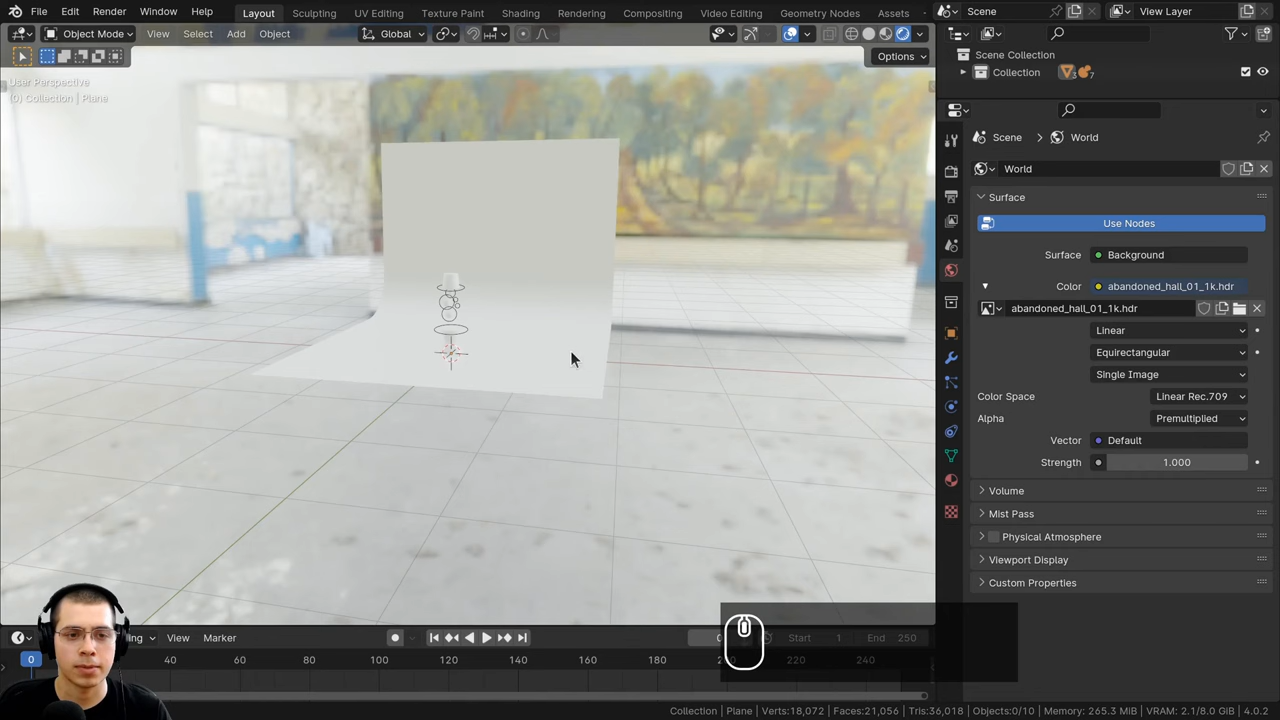 File Edit Render Window Help Layout Sculpting UV Editing Texture Paint Shading Rendering Compositing Video Editing Geometry Nodes Assets Scene View Layer
Object Mode View Select Add Object Global
Options
User Perspective
(0) Collection | Plane
Scene Collection
Collection 3 7
Scene World
World
Surface
Use Nodes
Surface Background
Color abandoned_hall_01_1k.hdr
abandoned_hall_01_1k.hdr
Linear
Equirectangular
Single Image
Color Space Linear Rec.709
Alpha Premultiplied
Vector Default
Strength 1.000
Volume
Mist Pass
Physical Atmosphere
Viewport Display
Custom Properties
View Marker Start 1 End 250
0 40 60 80 100 120 140 160 180 200 220 240
Collection | Plane Verts:18,072 Faces:21,056 Tris:36,018 Objects:0/10 Memory: 265.3 MiB VRAM: 2.1/8.0 GiB 4.0.2